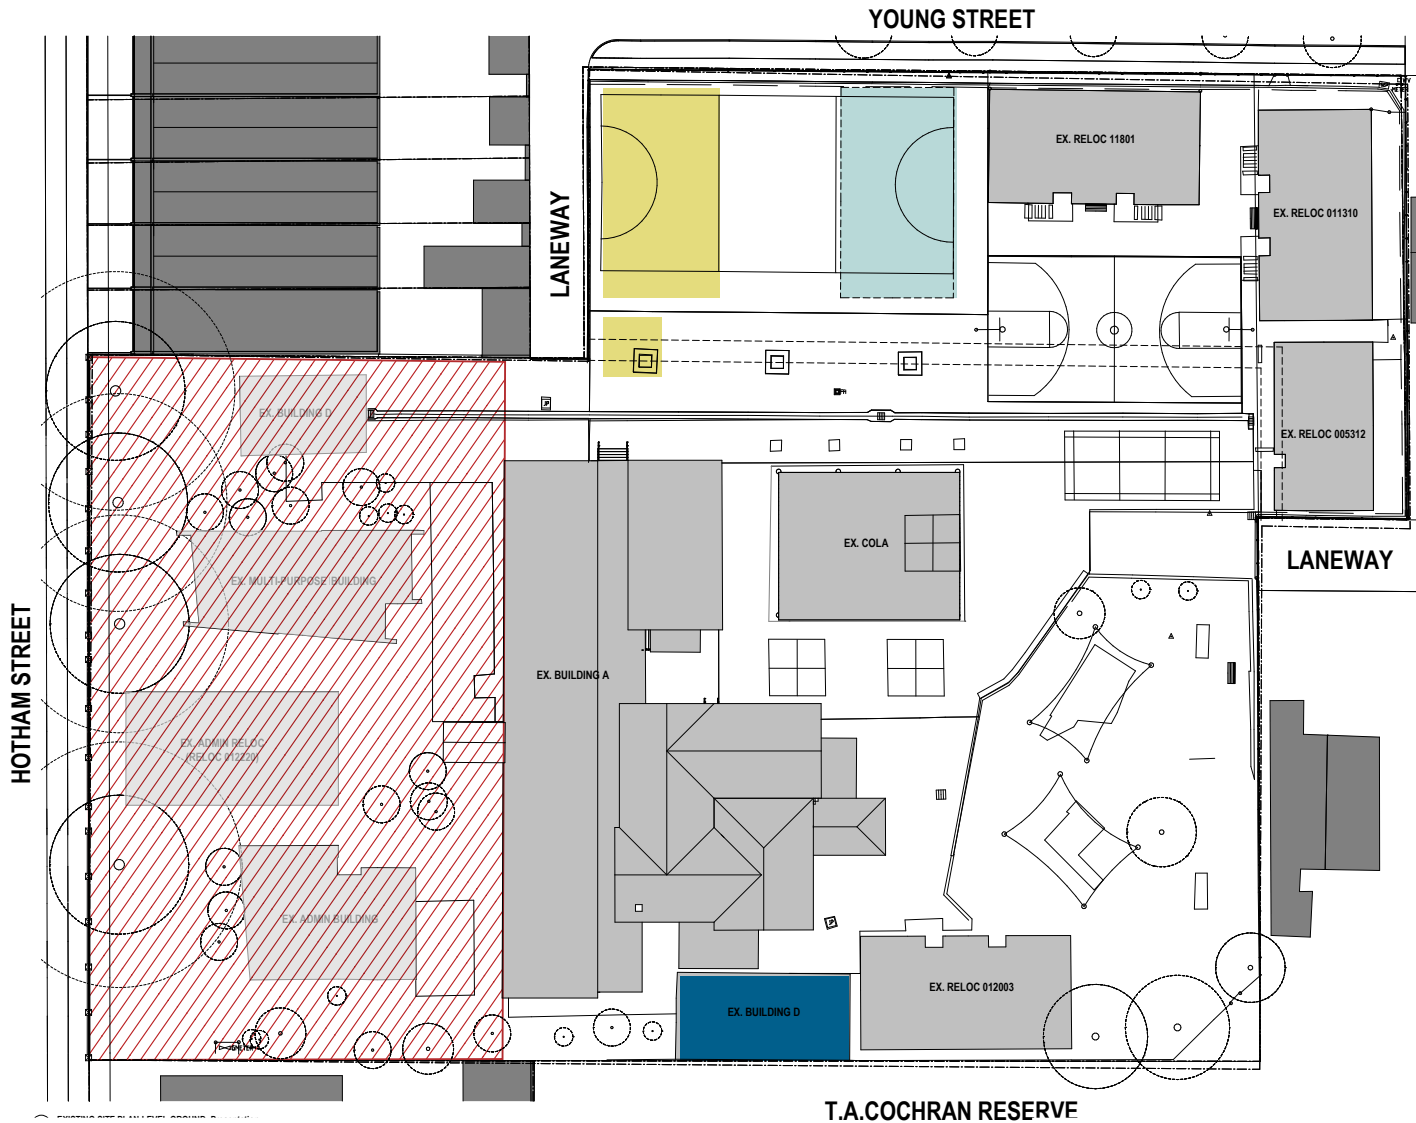 YOUNG STREET
EX. RELOC 11801
EX. RELOC 011310
LANEWAY
EX. BUILDING D
EX. RELOC 005312
EX. COLA
LANEWAY
EX. MULTI-PURPOSE BUILDING
HOTHAM STREET
EX. BUILDING A
EX. ADMIN RELOC
(RELOC 012220)
EX. ADMIN BUILDING
EX. RELOC 012003
EX. BUILDING D
T.A.COCHRAN RESERVE